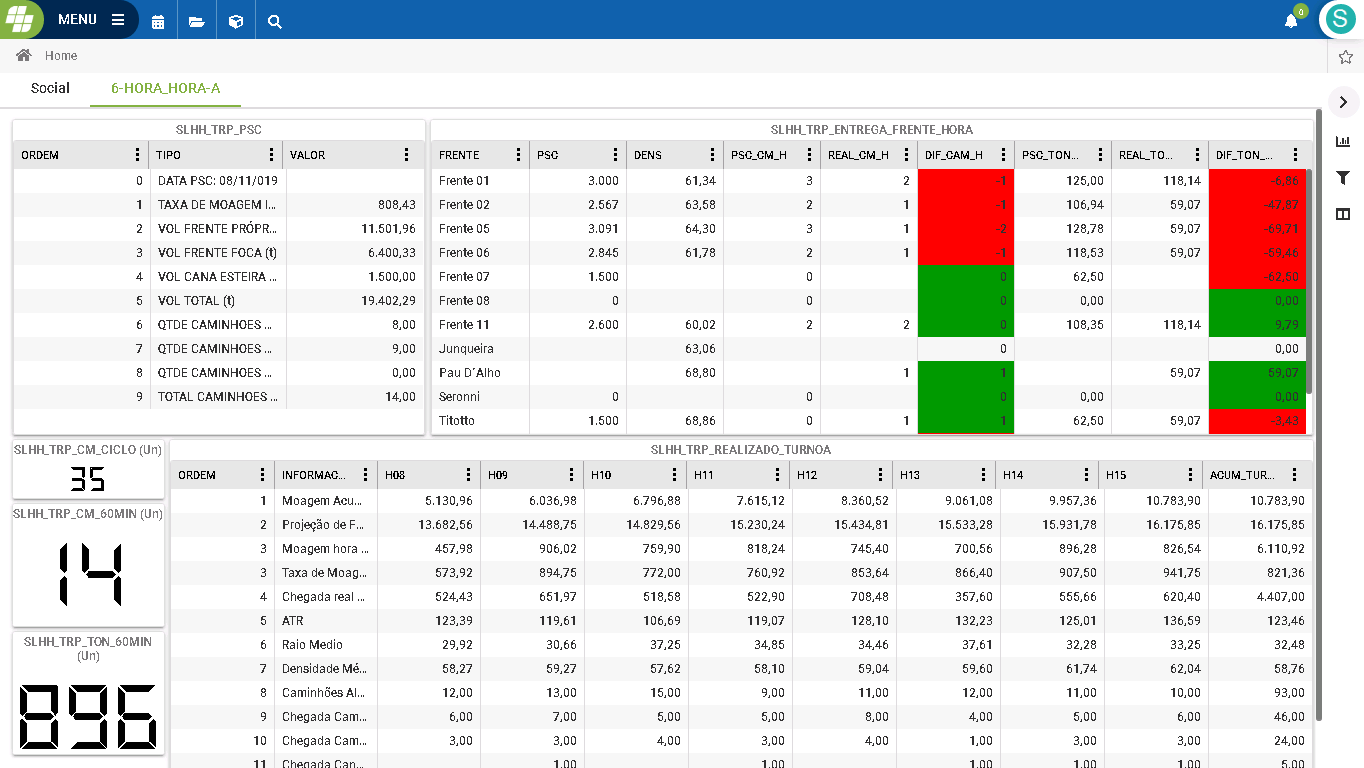 MENU
0
S
Home
Social 6-HORA_HORA-A
SLHH_TRP_PSC
ORDEM TIPO VALOR
0 DATA PSC: 08/11/019
1 TAXA DE MOAGEM I... 808,43
2 VOL FRENTE PRÓPR... 11.501,96
3 VOL FRENTE FOCA (t) 6.400,33
4 VOL CANA ESTEIRA ... 1.500,00
5 VOL TOTAL (t) 19.402,29
6 QTDE CAMINHOES ... 8,00
7 QTDE CAMINHOES ... 9,00
8 QTDE CAMINHOES ... 0,00
9 TOTAL CAMINHOES ... 14,00
SLHH_TRP_ENTREGA_FRENTE_HORA
FRENTE PSC DENS PSC_CM_H REAL_CM_H DIF_CAM_H PSC_TON... REAL_TO... DIF_TON_...
Frente 01 3.000 61,34 3 2 -1 125,00 118,14 -6,86
Frente 02 2.567 63,58 2 1 -1 106,94 59,07 -47,87
Frente 05 3.091 64,30 3 1 -2 128,78 59,07 -69,71
Frente 06 2.845 61,78 2 1 -1 118,53 59,07 -59,46
Frente 07 1.500 0 0 62,50 -62,50
Frente 08 0 0 0 0,00 0,00
Frente 11 2.600 60,02 2 2 0 108,35 118,14 9,79
Junqueira 63,06 0 0,00
Pau D´Alho 68,80 1 1 59,07 59,07
Seronni 0 0 0 0,00 0,00
Titotto 1.500 68,86 0 1 1 62,50 59,07 -3,43
SLHH_TRP_CM_CICLO (Un)
35
SLHH_TRP_CM_60MIN (Un)
14
SLHH_TRP_TON_60MIN
(Un)
896
SLHH_TRP_REALIZADO_TURNOA
ORDEM INFORMAC... H08 H09 H10 H11 H12 H13 H14 H15 ACUM_TUR...
1 Moagem Acu... 5.130,96 6.036,98 6.796,88 7.615,12 8.360,52 9.061,08 9.957,36 10.783,90 10.783,90
2 Projeção de F... 13.682,56 14.488,75 14.829,56 15.230,24 15.434,81 15.533,28 15.931,78 16.175,85 16.175,85
3 Moagem hora ... 457,98 906,02 759,90 818,24 745,40 700,56 896,28 826,54 6.110,92
3 Taxa de Moag... 573,92 894,75 772,00 760,92 853,64 866,40 907,50 941,75 821,36
4 Chegada real ... 524,43 651,97 518,58 522,90 708,48 357,60 555,66 620,40 4.407,00
5 ATR 123,39 119,61 106,69 119,07 128,10 132,23 125,01 136,59 123,46
6 Raio Medio 29,92 30,66 37,25 34,85 34,46 37,61 32,28 33,25 32,48
7 Densidade Mé... 58,27 59,27 57,62 58,10 59,04 59,60 61,74 62,04 58,76
8 Caminhões Al... 12,00 13,00 15,00 9,00 11,00 12,00 11,00 10,00 93,00
9 Chegada Cam... 6,00 7,00 5,00 5,00 8,00 4,00 5,00 6,00 46,00
10 Chegada Cam... 3,00 3,00 4,00 3,00 4,00 1,00 3,00 3,00 24,00
11 Chegada Can... 1,00 1,00 1,00 1,00 5,00